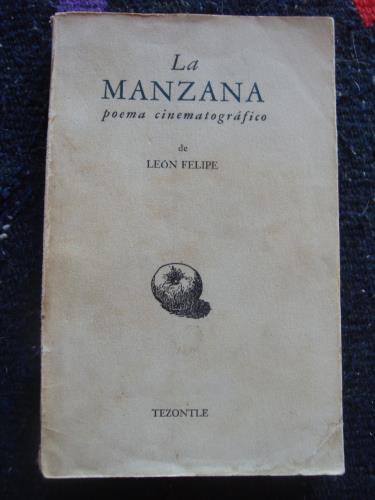 La
MANZANA
poema cinematográfico
de
LEÓN FELIPE
TEZONTLE